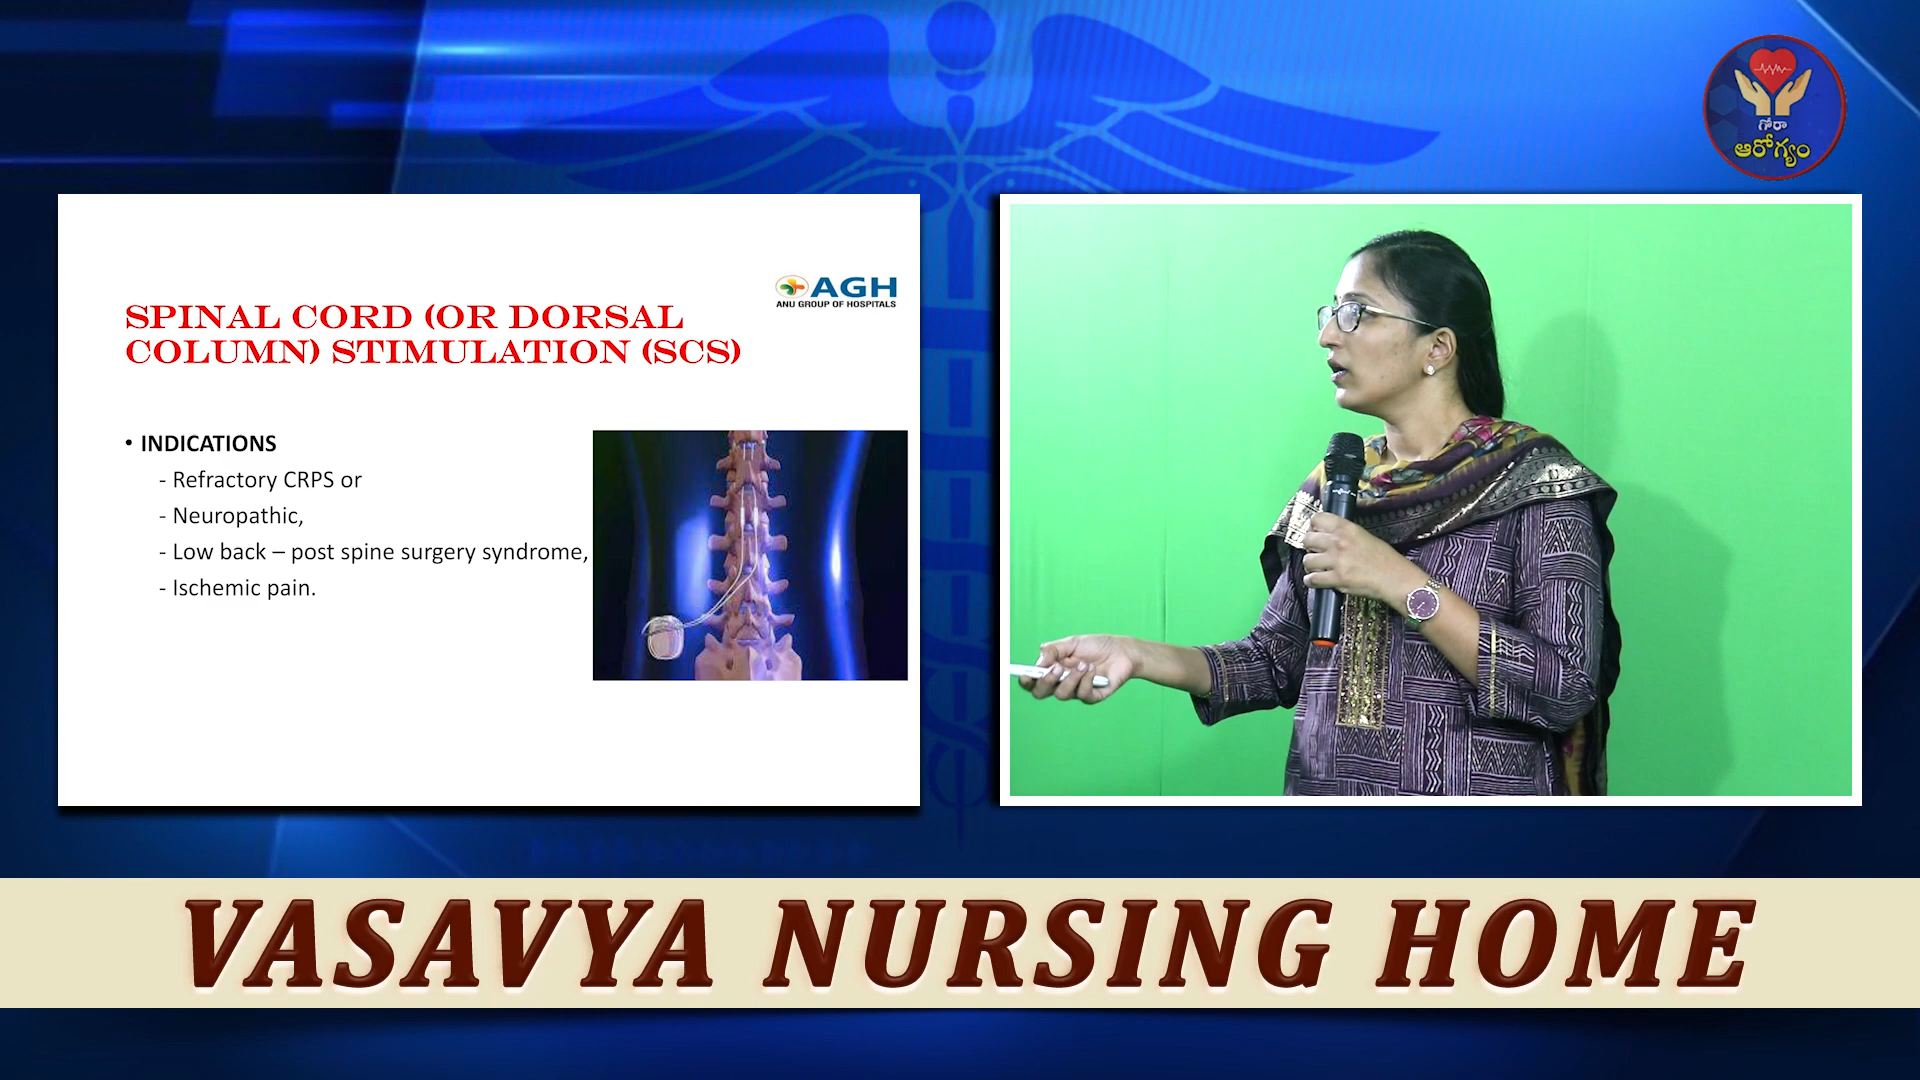 గోరా
ఆరోగ్యం
AGH
ANU GROUP OF HOSPITALS
SPINAL CORD (OR DORSAL
COLUMN) STIMULATION (SCS)
• INDICATIONS
- Refractory CRPS or
- Neuropathic,
- Low back – post spine surgery syndrome,
- Ischemic pain.
VASAVYA NURSING HOME